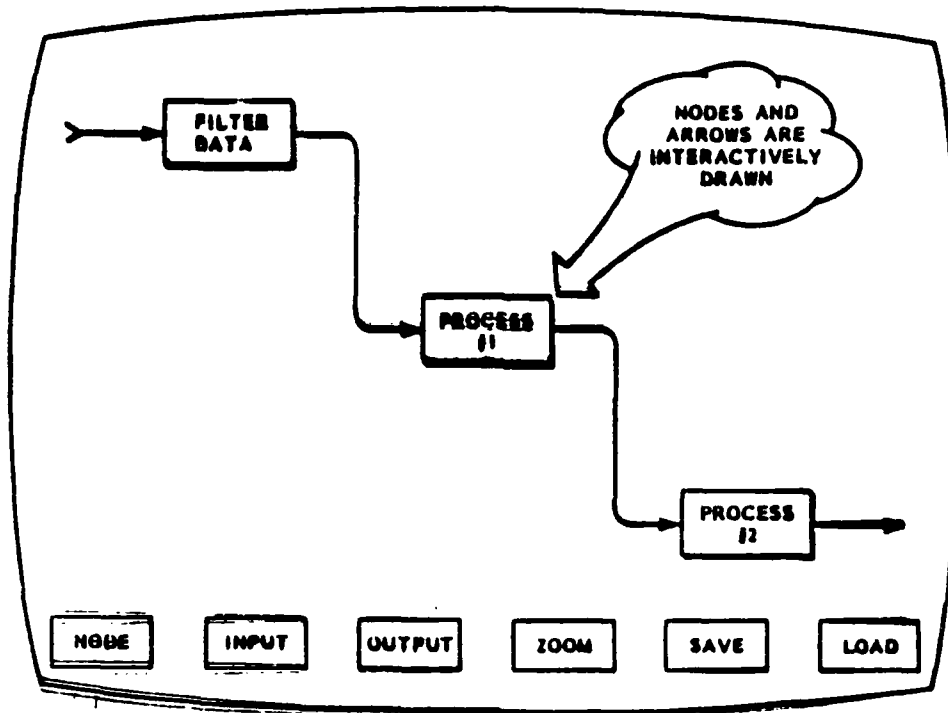 FILTER
DATA
NODES AND
ARROWS ARE
INTERACTIVELY
DRAWN
PROCESS
#1
PROCESS
#2
NODE
INPUT
OUTPUT
ZOOM
SAVE
LOAD